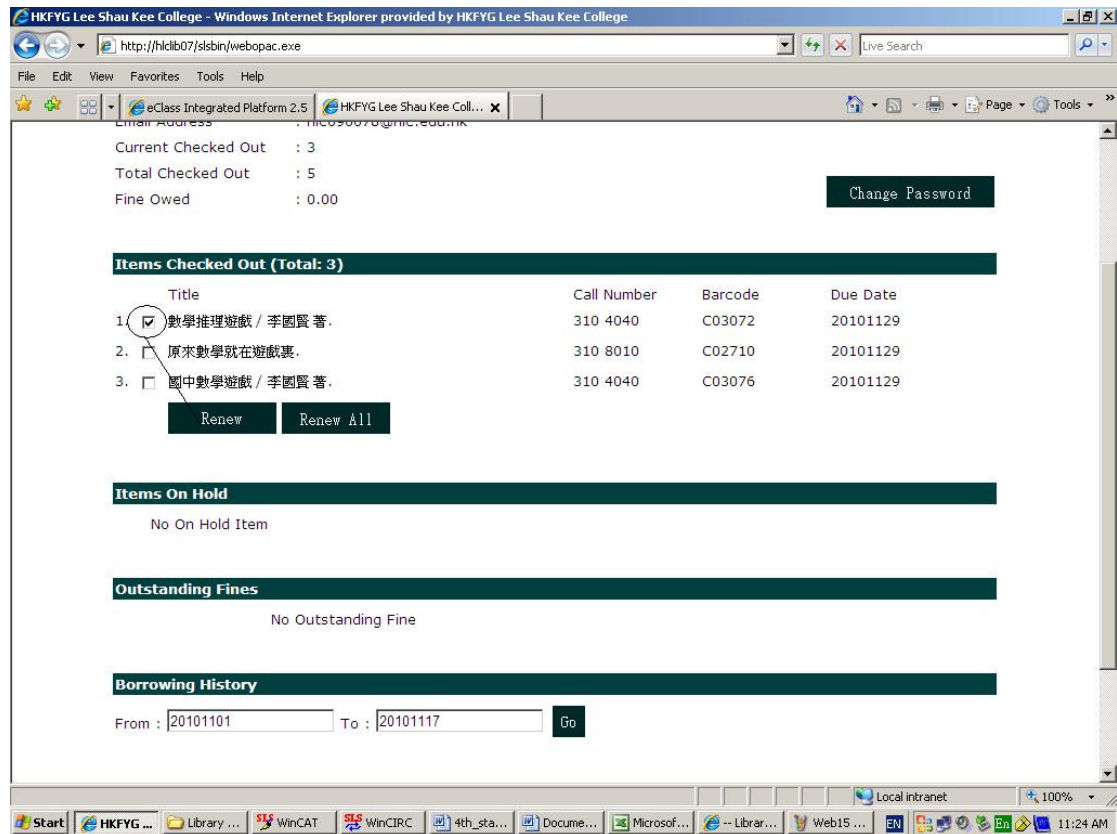 HKFYG Lee Shau Kee College - Windows Internet Explorer provided by HKFYG Lee Shau Kee College
http://hlclib07/slsbin/webopac.exe
Live Search
File Edit View Favorites Tools Help
eClass Integrated Platform 2.5
HKFYG Lee Shau Kee Coll...
Page Tools »
Email Address
Current Checked Out : 3
Total Checked Out : 5
Fine Owed : 0.00
Change Password
Items Checked Out (Total: 3)
Title Call Number Barcode Due Date
1. 數學推理遊戲 / 李國賢 著. 310 4040 C03072 20101129
2. 原來數學就在遊戲裏. 310 8010 C02710 20101129
3. 國中數學遊戲 / 李國賢 著. 310 4040 C03076 20101129
Renew Renew All
Items On Hold
No On Hold Item
Outstanding Fines
No Outstanding Fine
Borrowing History
From : 20101101 To : 20101117 Go
Local intranet 100%
Start HKFYG ... Library ... SLS WinCAT SLS WinCIRC 4th_sta... Docume... Microsof... -- Librar... Web15 ... EN En 11:24 AM